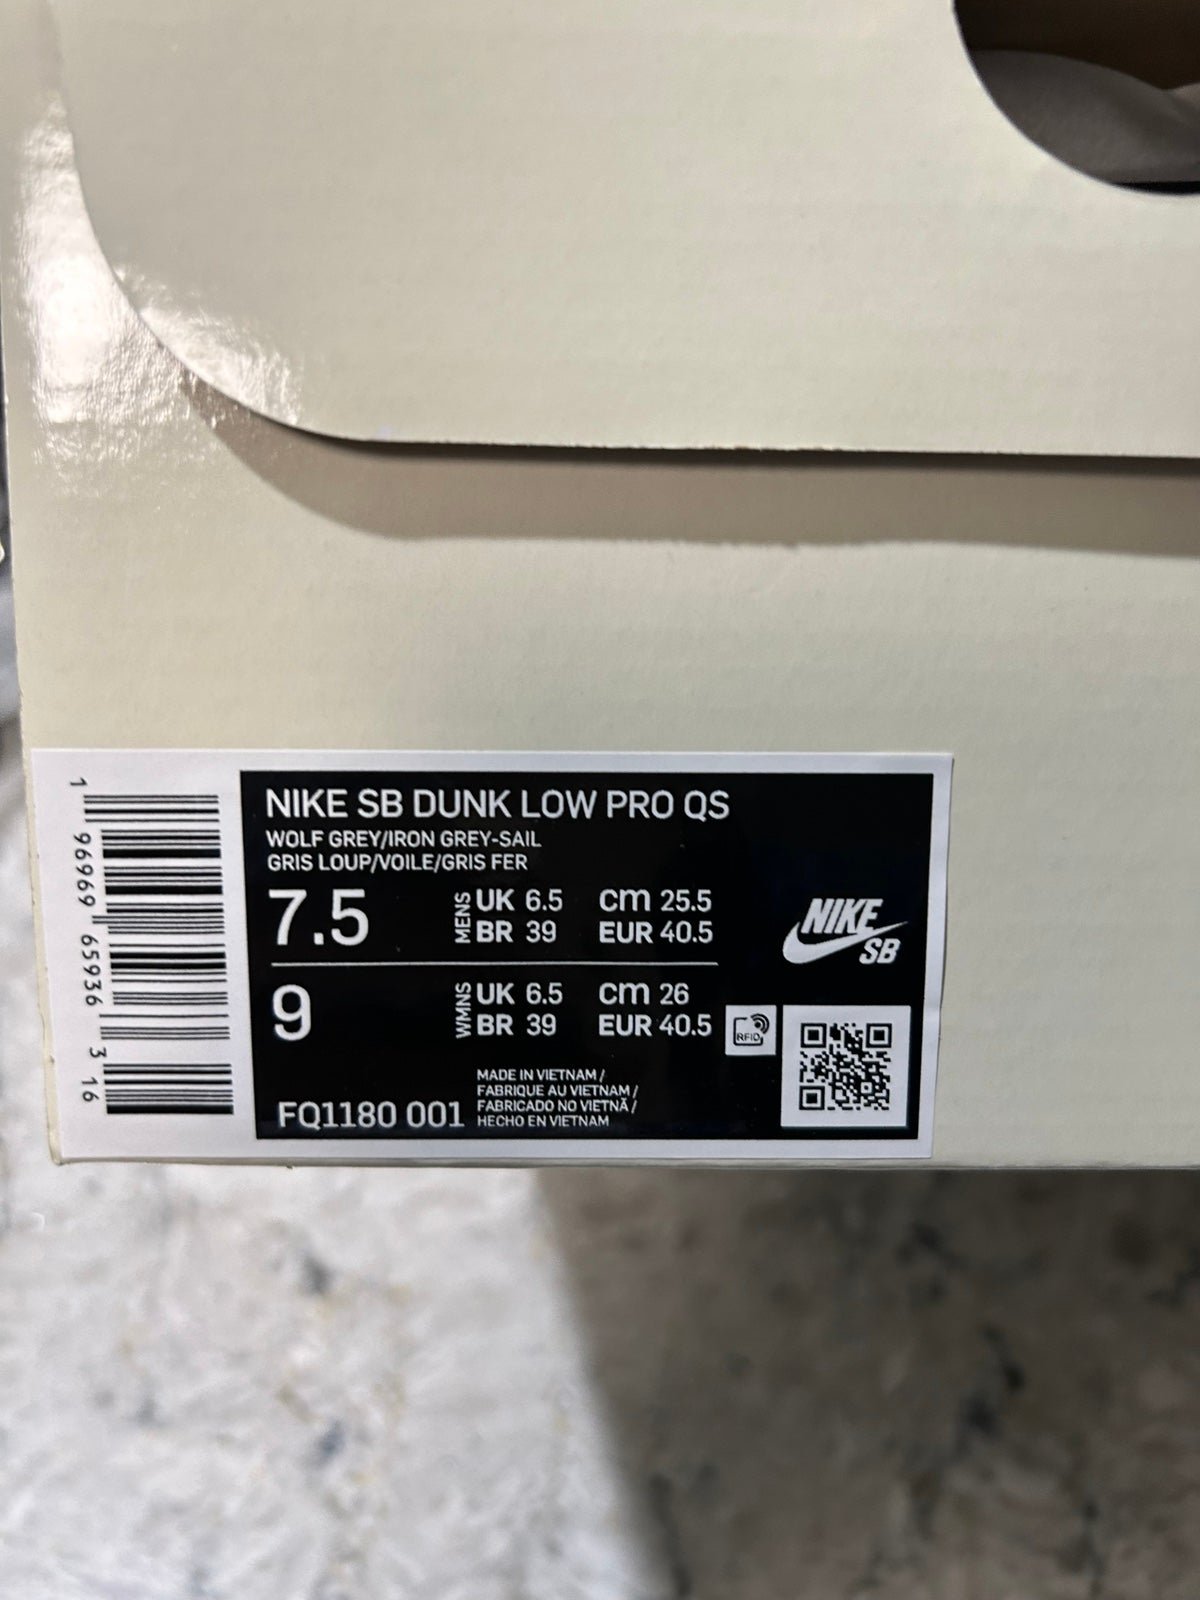 1 96969 65936 3 16
NIKE SB DUNK LOW PRO QS
WOLF GREY/IRON GREY-SAIL
GRIS LOUP/VOILE/GRIS FER
7.5 MENS UK 6.5 cm 25.5
BR 39 EUR 40.5
9 WMNS UK 6.5 cm 26
BR 39 EUR 40.5
NIKE
SB
RFID
MADE IN VIETNAM /
FABRIQUE AU VIETNAM /
FABRICADO NO VIETNÃ /
FQ1180 001 HECHO EN VIETNAM